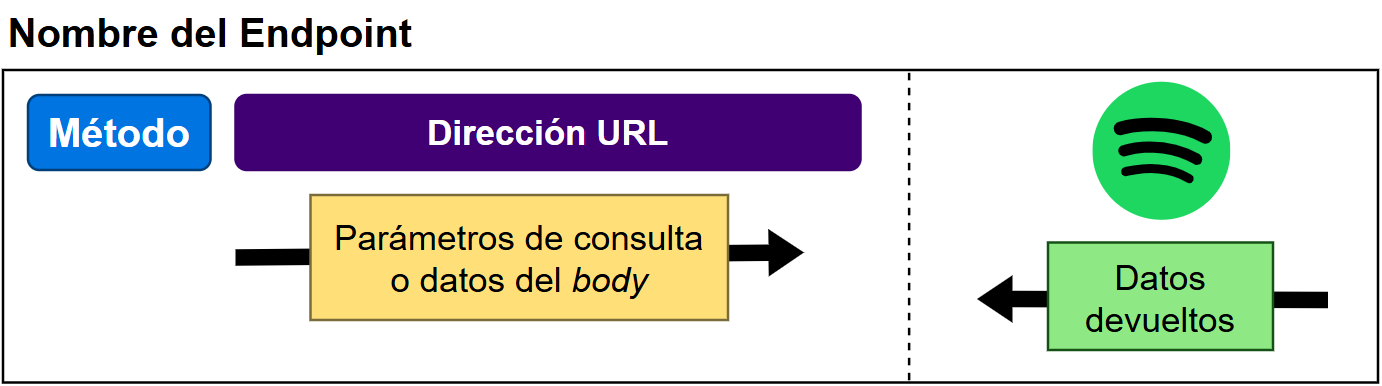 Nombre del Endpoint
Método
Dirección URL
Parámetros de consulta
o datos del body
Datos
devueltos